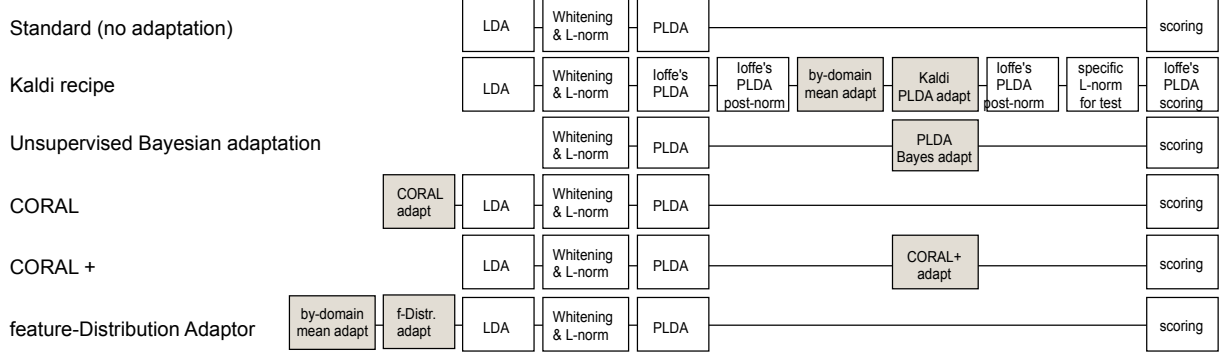 Standard (no adaptation)
LDA
Whitening
& L-norm
PLDA
scoring
Kaldi recipe
LDA
Whitening
& L-norm
Ioffe's
PLDA
Ioffe's
PLDA
post-norm
by-domain
mean adapt
Kaldi
PLDA adapt
Ioffe's
PLDA
post-norm
specific
L-norm
for test
Ioffe's
PLDA
scoring
Unsupervised Bayesian adaptation
Whitening
& L-norm
PLDA
PLDA
Bayes adapt
scoring
CORAL
CORAL
adapt
LDA
Whitening
& L-norm
PLDA
scoring
CORAL +
LDA
Whitening
& L-norm
PLDA
CORAL+
adapt
scoring
feature-Distribution Adaptor
by-domain
mean adapt
f-Distr.
adapt
LDA
Whitening
& L-norm
PLDA
scoring